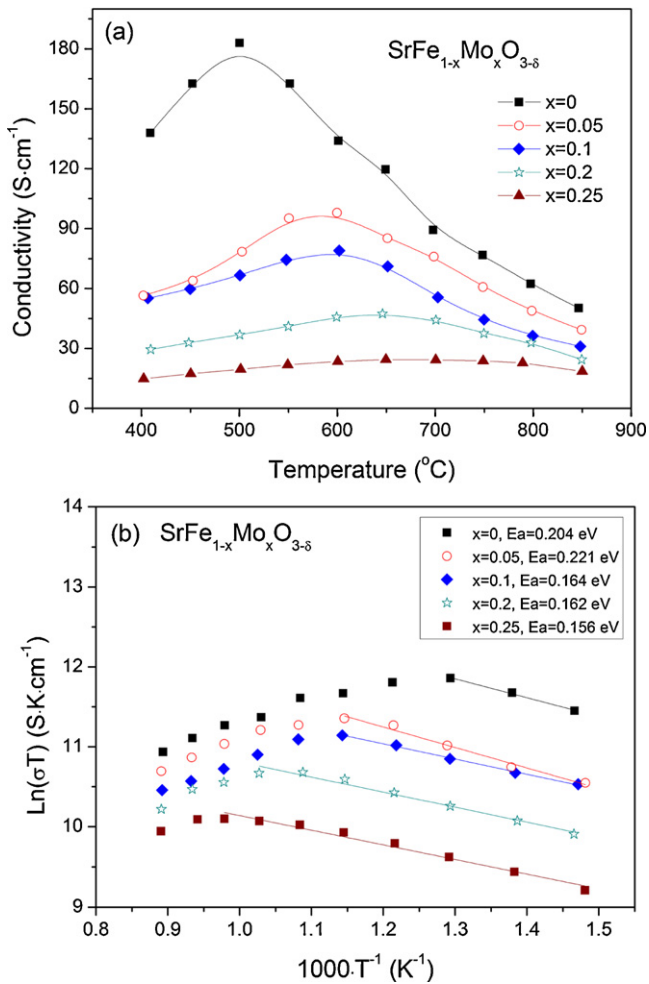 (a)
SrFe₁₋ₓMoₓO₃₋δ
x=0
x=0.05
x=0.1
x=0.2
x=0.25
Conductivity (S·cm⁻¹)
180
150
120
90
60
30
0
400 500 600 700 800 900
Temperature (°C)
(b) SrFe₁₋ₓMoₓO₃₋δ
x=0, Ea=0.204 eV
x=0.05, Ea=0.221 eV
x=0.1, Ea=0.164 eV
x=0.2, Ea=0.162 eV
x=0.25, Ea=0.156 eV
Ln(σT) (S·K·cm⁻¹)
14
13
12
11
10
9
0.8 0.9 1.0 1.1 1.2 1.3 1.4 1.5
1000·T⁻¹ (K⁻¹)